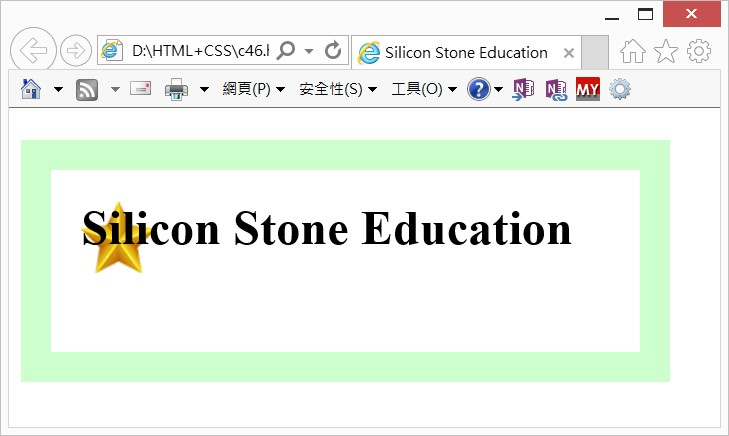 D:\HTML+CSS\c46.h
Silicon Stone Education
網頁(P) 安全性(S) 工具(O) MY
Silicon Stone Education